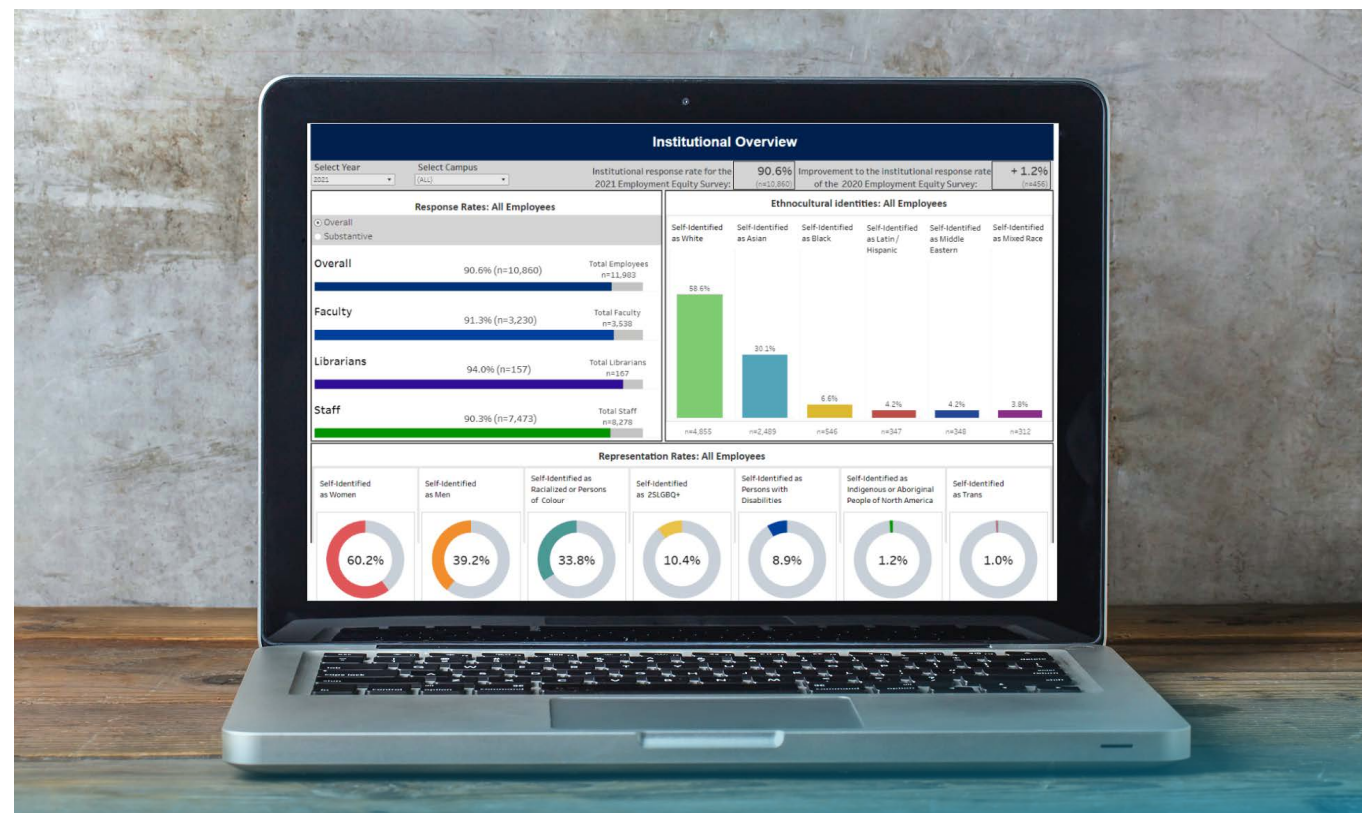 Institutional Overview
Select Year
2021
Select Campus
(ALL)
Institutional response rate for the
2021 Employment Equity Survey:
90.6%
(n=10,860)
Improvement to the institutional response rate
of the 2020 Employment Equity Survey:
+ 1.2%
(n=456)
Response Rates: All Employees
Overall
Substantive
Overall
90.6% (n=10,860)
Total Employees
n=11,983
Faculty
91.3% (n=3,230)
Total Faculty
n=3,538
Librarians
94.0% (n=157)
Total Librarians
n=167
Staff
90.3% (n=7,473)
Total Staff
n=8,278
Ethnocultural identities: All Employees
Self-Identified
as White
Self-Identified
as Asian
Self-Identified
as Black
Self-Identified
as Latin /
Hispanic
Self-Identified
as Middle
Eastern
Self-Identified
as Mixed Race
58.6%
30.1%
6.6%
4.2%
4.2%
3.8%
n=4,855
n=2,489
n=546
n=347
n=348
n=312
Representation Rates: All Employees
Self-Identified
as Women
Self-Identified
as Men
Self-Identified as
Racialized or Persons
of Colour
Self-Identified
as 2SLGBQ+
Self-Identified as
Persons with
Disabilities
Self-Identified as
Indigenous or Aboriginal
People of North America
Self-Identified
as Trans
60.2%
39.2%
33.8%
10.4%
8.9%
1.2%
1.0%
caps lock
control
option
command
command
option
return